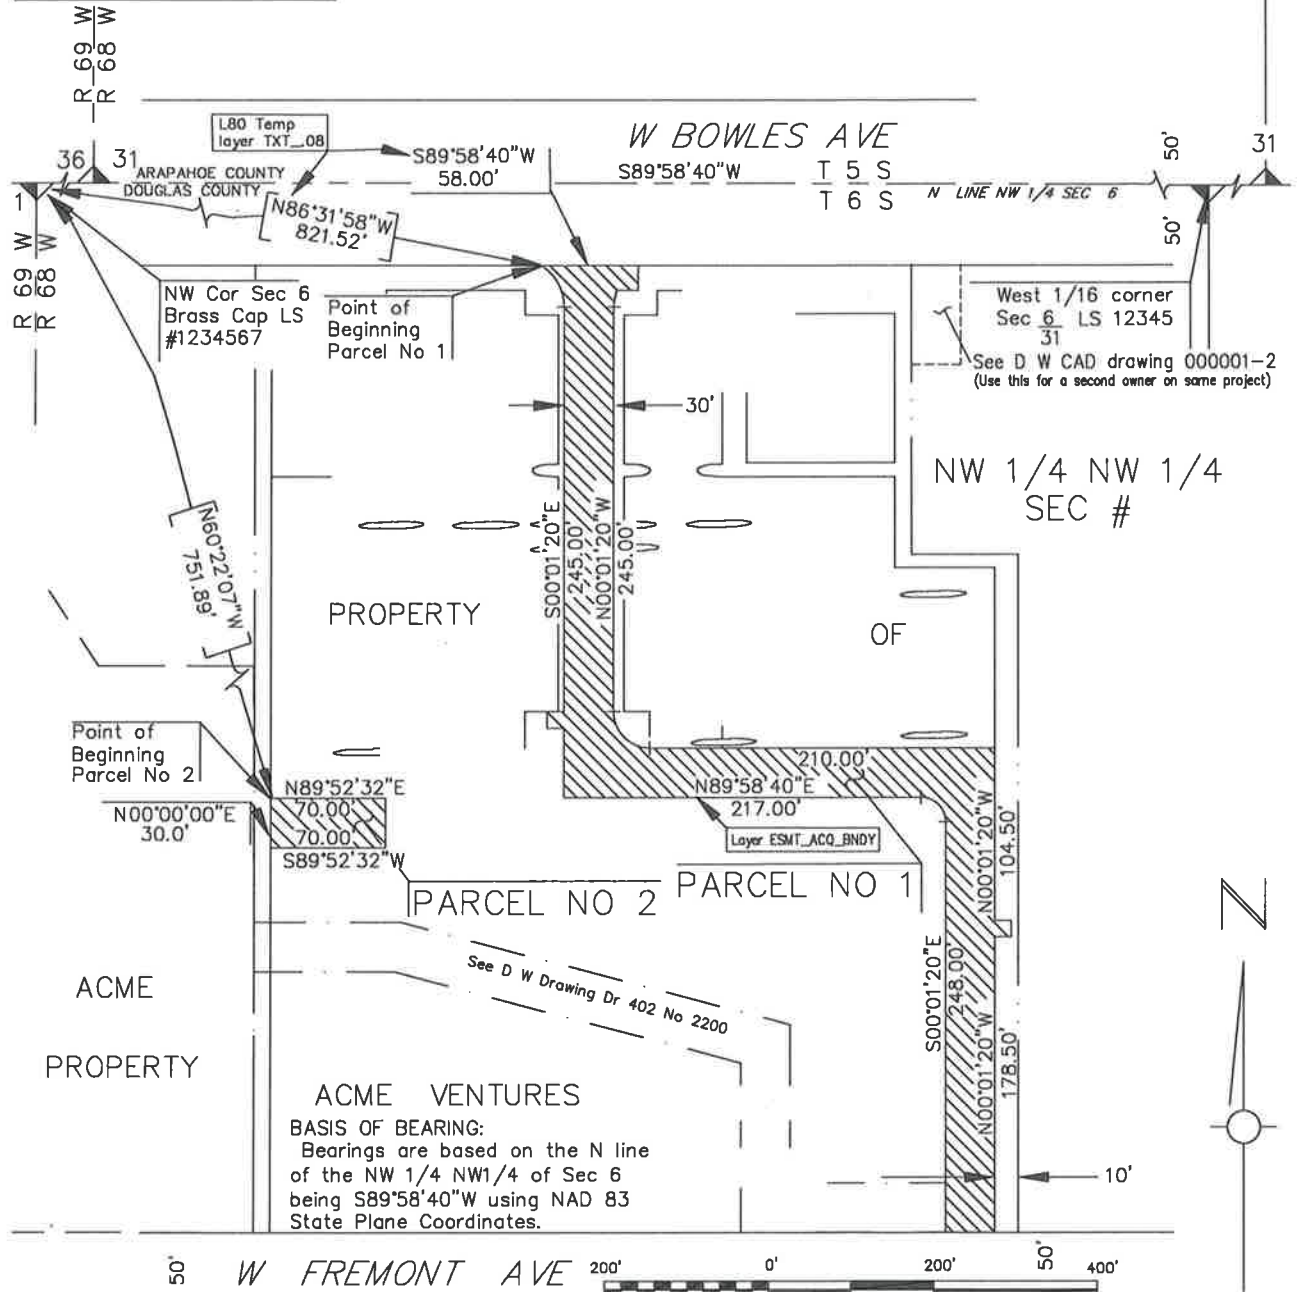 R 69 W
R 68 W
L80 Temp
layer TXT_.08
S89°58'40"W
58.00'
W BOWLES AVE
S89°58'40"W
T 5 S
T 6 S
N LINE NW 1/4 SEC 6
50'
50'
31
36
31
1
ARAPAHOE COUNTY
DOUGLAS COUNTY
N86°31'58"W
821.52'
R 69 W
R 68 W
NW Cor Sec 6
Brass Cap LS
#1234567
Point of
Beginning
Parcel No 1
West 1/16 corner
Sec 6/31 LS 12345
See D W CAD drawing 000001-2
(Use this for a second owner on same project)
30'
NW 1/4 NW 1/4
SEC #
N60°22'07"W
751.89'
S00°01'20"E
245.00'
N00°01'20"W
245.00'
PROPERTY
OF
Point of
Beginning
Parcel No 2
N89°52'32"E
70.00'
70.00'
S89°52'32"W
N00°00'00"E
30.0'
210.00'
N89°58'40"E
217.00'
Layer ESMT_ACQ_BNDY
N00°01'20"W
104.50'
PARCEL NO 2
PARCEL NO 1
N
See D W Drawing Dr 402 No 2200
S00°01'20"E
248.00'
N00°01'20"W
178.50'
ACME
PROPERTY
ACME VENTURES
BASIS OF BEARING:
Bearings are based on the N line
of the NW 1/4 NW1/4 of Sec 6
being S89°58'40"W using NAD 83
State Plane Coordinates.
10'
50'
W FREMONT AVE
200' 0' 200' 400'
50'